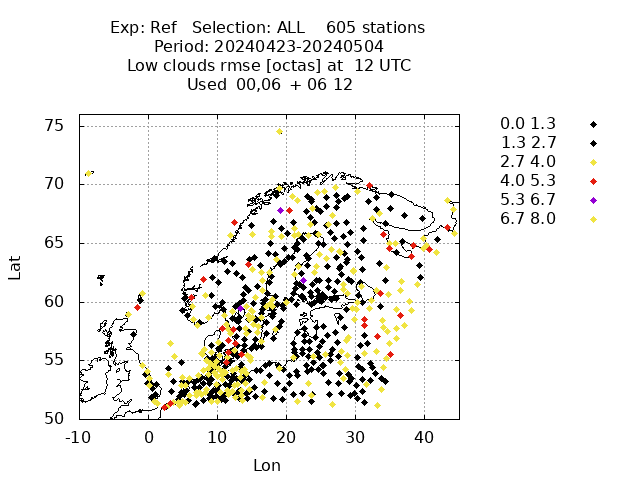 Exp: Ref Selection: ALL 605 stations
Period: 20240423-20240504
Low clouds rmse [octas] at 12 UTC
Used 00,06 + 06 12
75
70
65
60
55
50
Lat
-10 0 10 20 30 40
Lon
0.0 1.3
1.3 2.7
2.7 4.0
4.0 5.3
5.3 6.7
6.7 8.0